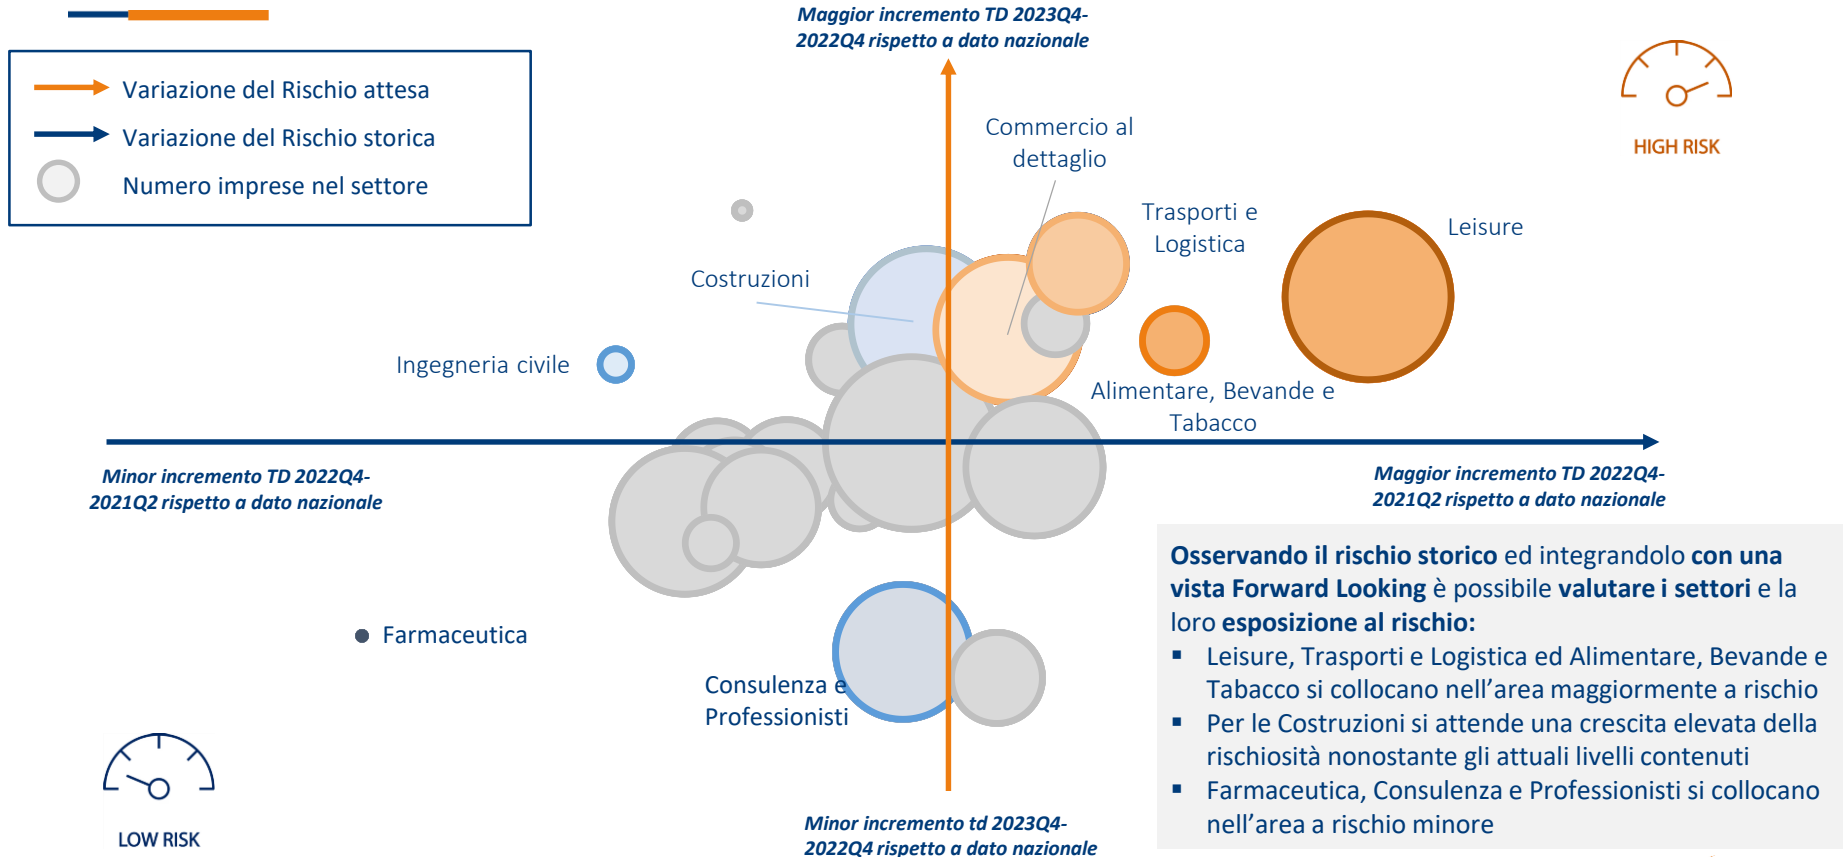 Maggior incremento TD 2023Q4-
2022Q4 rispetto a dato nazionale
Variazione del Rischio attesa
Variazione del Rischio storica
Numero imprese nel settore
HIGH RISK
Commercio al
dettaglio
Trasporti e
Logistica
Leisure
Costruzioni
Ingegneria civile
Alimentare, Bevande e
Tabacco
Minor incremento TD 2022Q4-
2021Q2 rispetto a dato nazionale
Maggior incremento TD 2022Q4-
2021Q2 rispetto a dato nazionale
Farmaceutica
Consulenza e
Professionisti
LOW RISK
Minor incremento td 2023Q4-
2022Q4 rispetto a dato nazionale
Osservando il rischio storico ed integrandolo con una
vista Forward Looking è possibile valutare i settori e la
loro esposizione al rischio:
▪ Leisure, Trasporti e Logistica ed Alimentare, Bevande e
Tabacco si collocano nell’area maggiormente a rischio
▪ Per le Costruzioni si attende una crescita elevata della
rischiosità nonostante gli attuali livelli contenuti
▪ Farmaceutica, Consulenza e Professionisti si collocano
nell’area a rischio minore